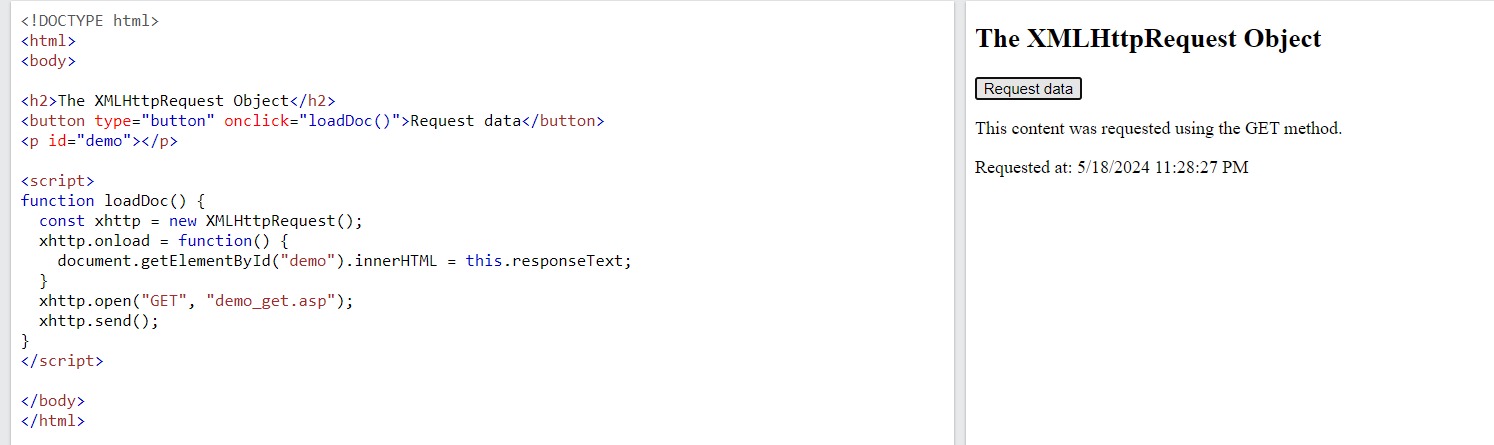 <!DOCTYPE html>
<html>
<body>
<h2>The XMLHttpRequest Object</h2>
<button type="button" onclick="loadDoc()">Request data</button>
<p id="demo"></p>
<script>
function loadDoc() {
  const xhttp = new XMLHttpRequest();
  xhttp.onload = function() {
    document.getElementById("demo").innerHTML = this.responseText;
  }
  xhttp.open("GET", "demo_get.asp");
  xhttp.send();
}
</script>
</body>
</html>
The XMLHttpRequest Object
Request data
This content was requested using the GET method.
Requested at: 5/18/2024 11:28:27 PM